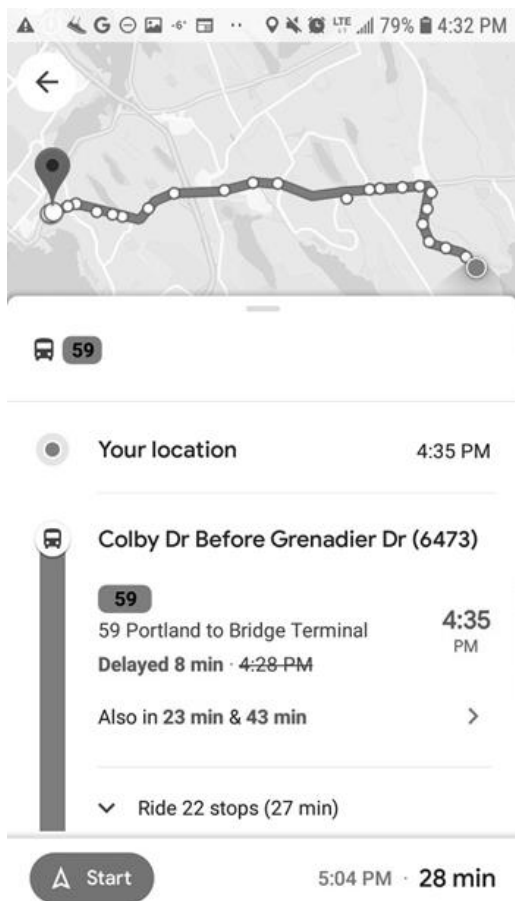 -6° LTE 79% 4:32 PM
59
Your location 4:35 PM
Colby Dr Before Grenadier Dr (6473)
59
59 Portland to Bridge Terminal 4:35 PM
Delayed 8 min · 4:28 PM
Also in 23 min & 43 min
Ride 22 stops (27 min)
Start 5:04 PM · 28 min